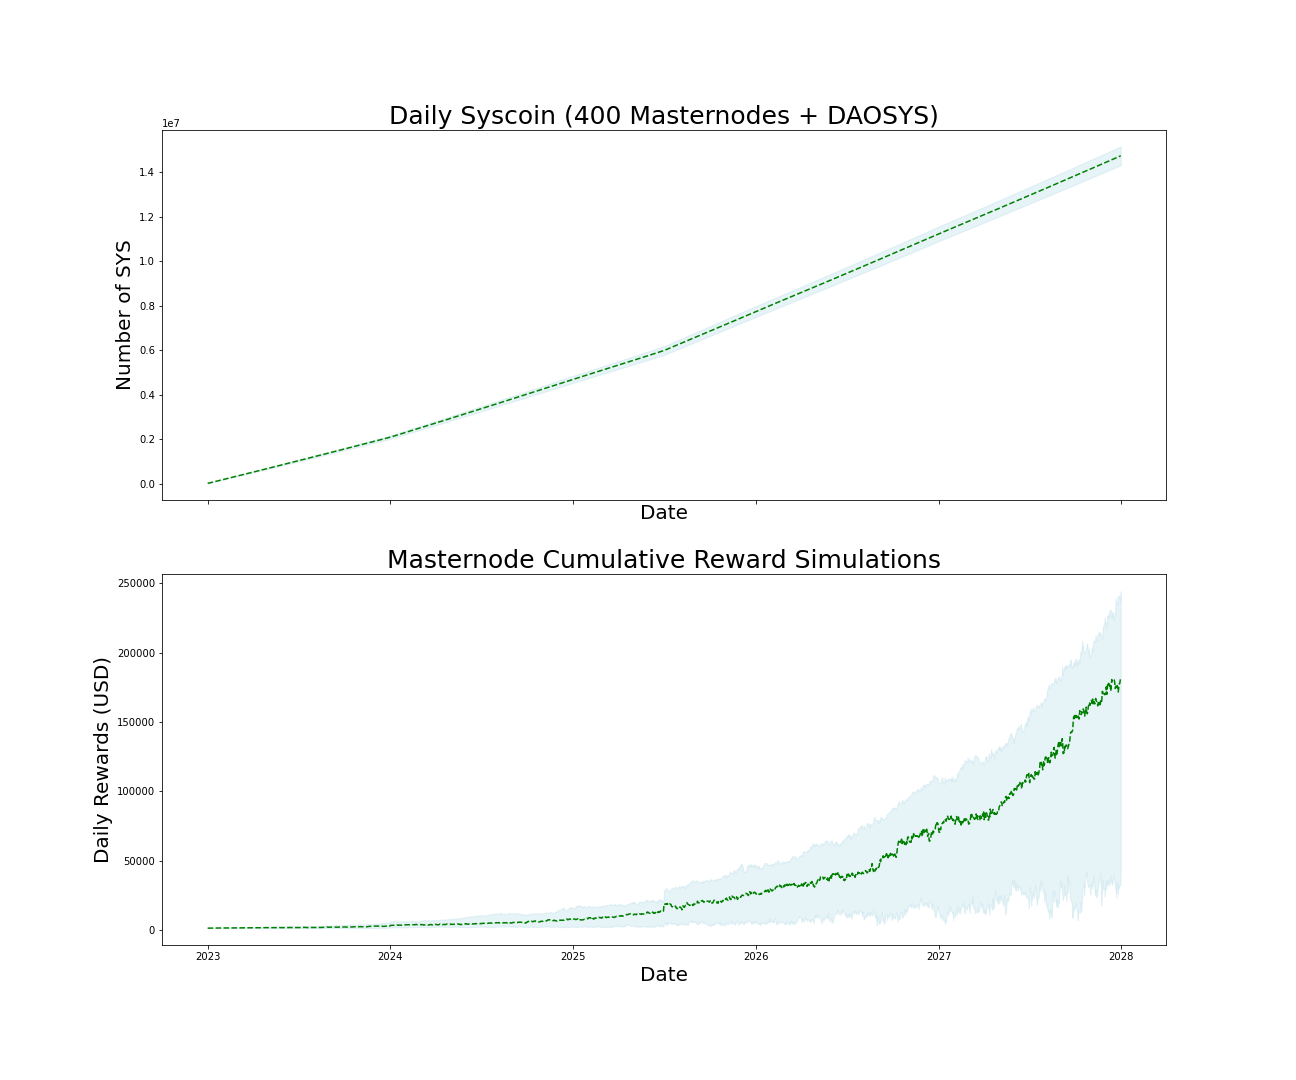 Daily Syscoin (400 Masternodes + DAOSYS)
1e7
1.4
1.2
1.0
0.8
0.6
0.4
0.2
0.0
Number of SYS
Date
Masternode Cumulative Reward Simulations
250000
200000
150000
100000
50000
0
Daily Rewards (USD)
2023 2024 2025 2026 2027 2028
Date